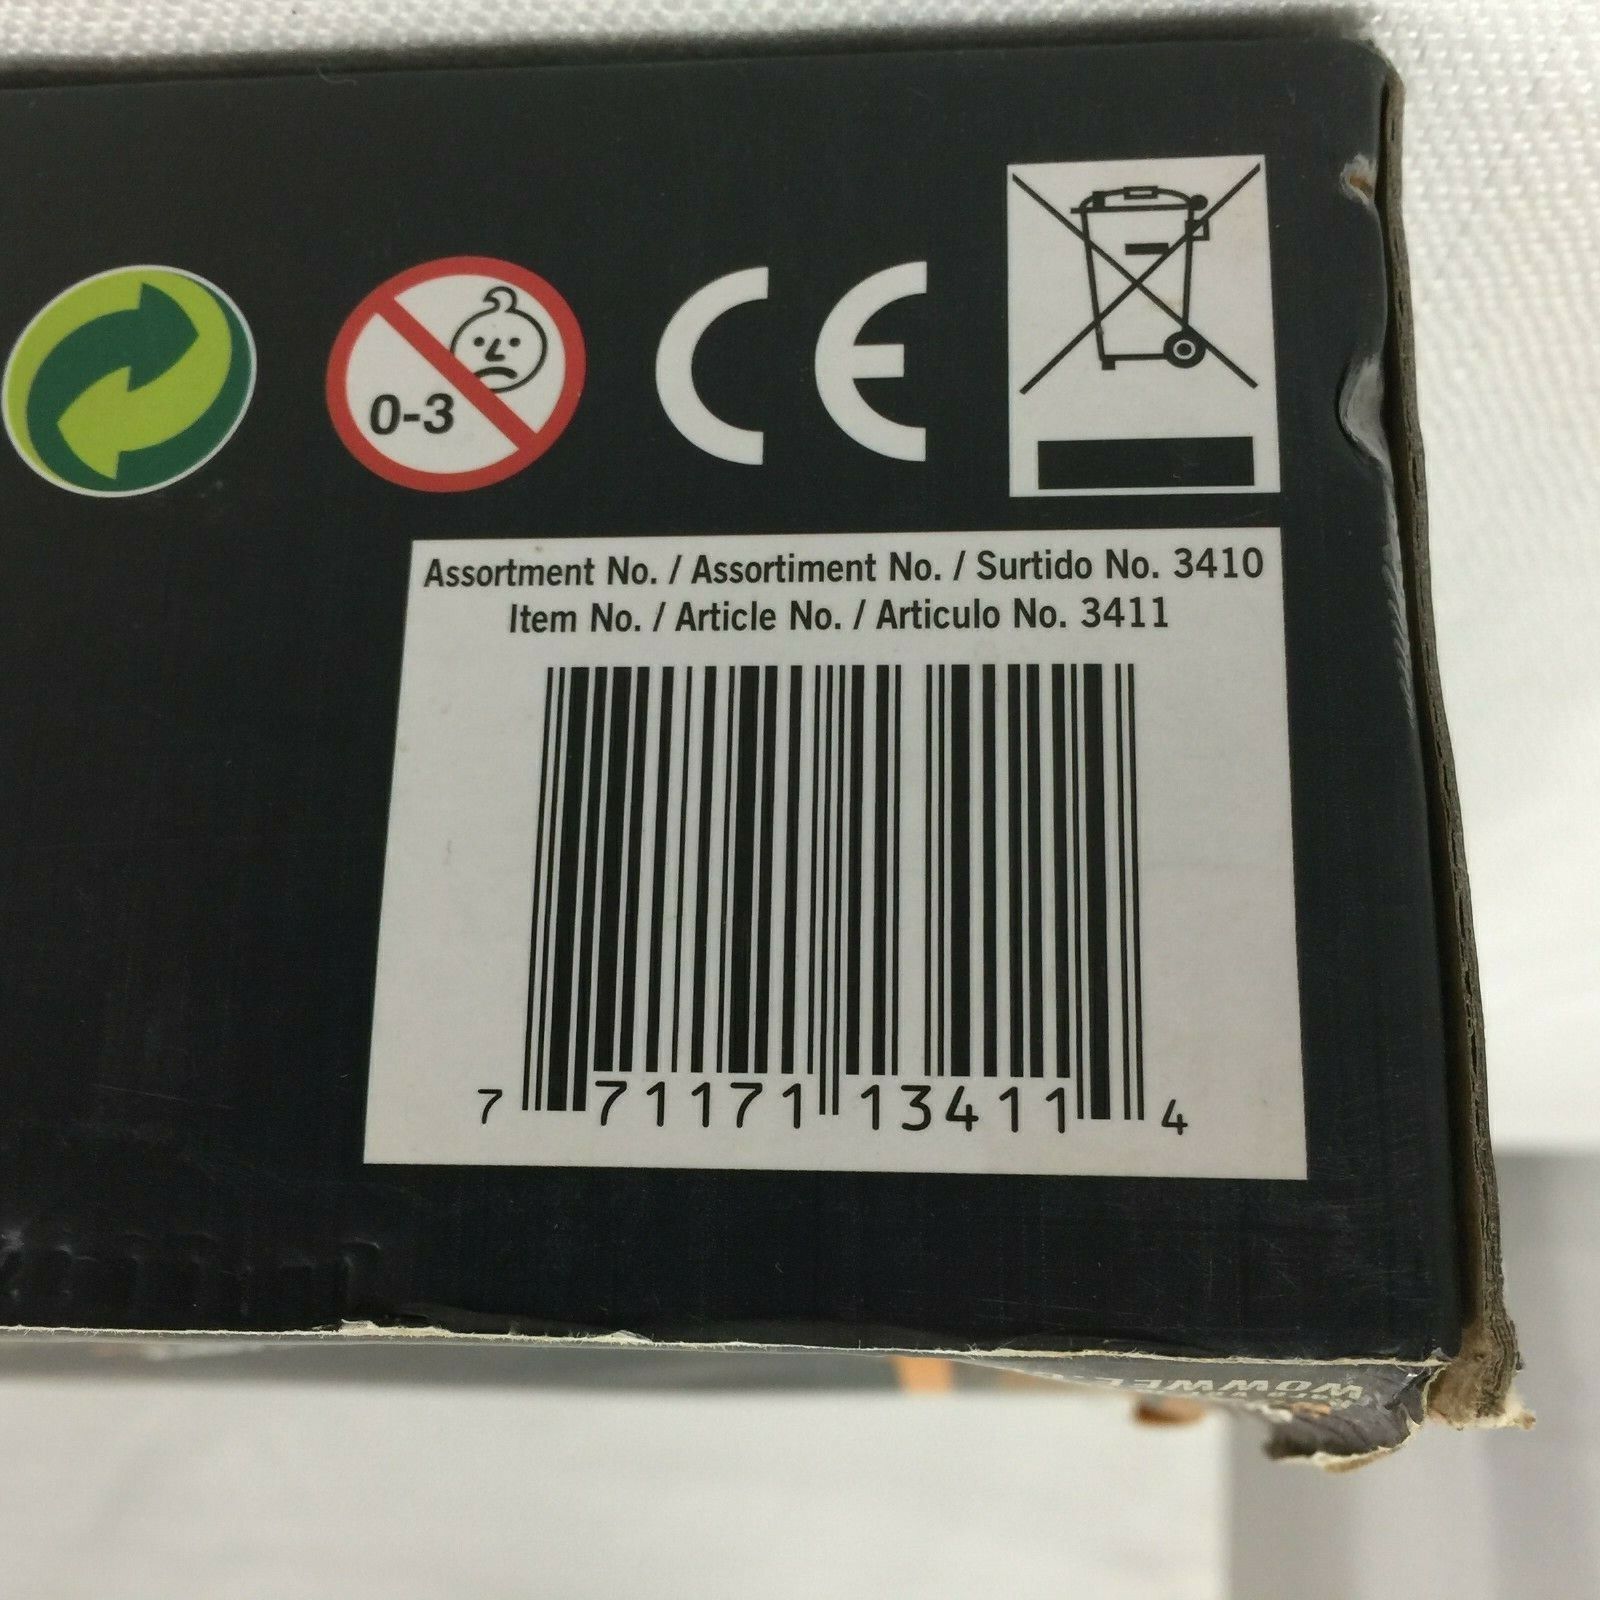 0-3
CE
Assortment No. / Assortiment No. / Surtido No. 3410
Item No. / Article No. / Articulo No. 3411
7 71171 13411 4
WOWWEE